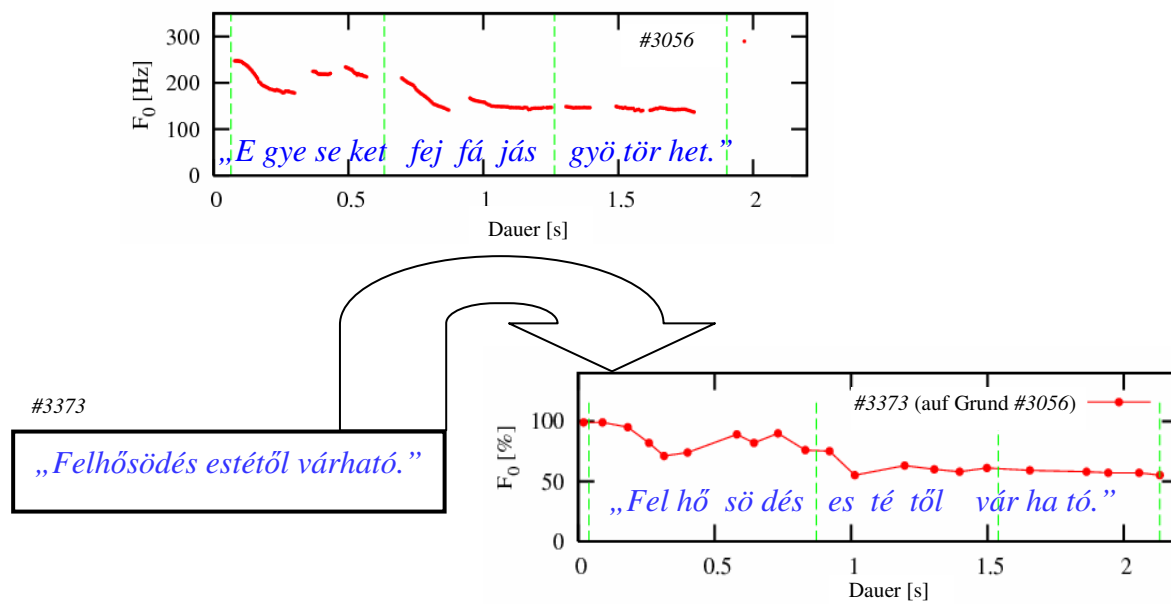 #3056
F0 [Hz]
300
200
100
0
„E gye se ket fej fá jás gyö tör het.”
0 0.5 1 1.5 2
Dauer [s]
#3373
„Felhősödés estétől várható.”
#3373 (auf Grund #3056)
F0 [%]
100
50
0
„Fel hő sö dés es té től vár ha tó.”
0 0.5 1 1.5 2
Dauer [s]